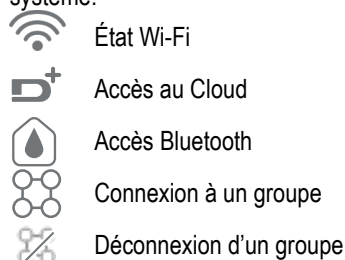 système.
État Wi-Fi
Accès au Cloud
Accès Bluetooth
Connexion à un groupe
Déconnexion d'un groupe